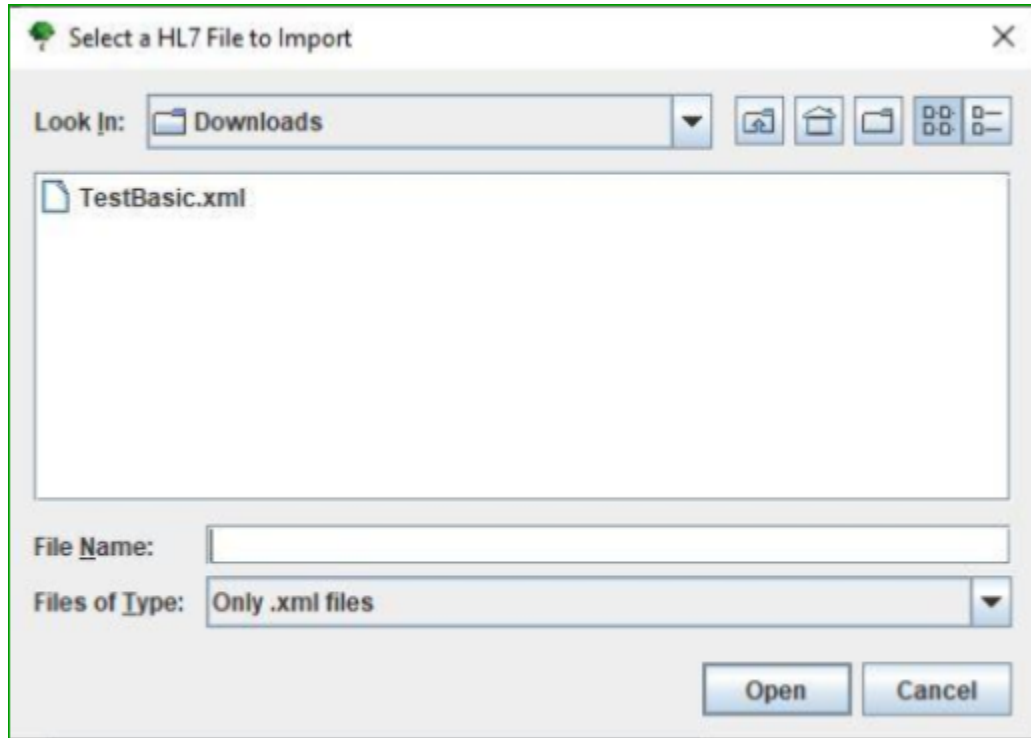 Select a HL7 File to Import
Look In: Downloads
TestBasic.xml
File Name:
Files of Type: Only .xml files
Open Cancel